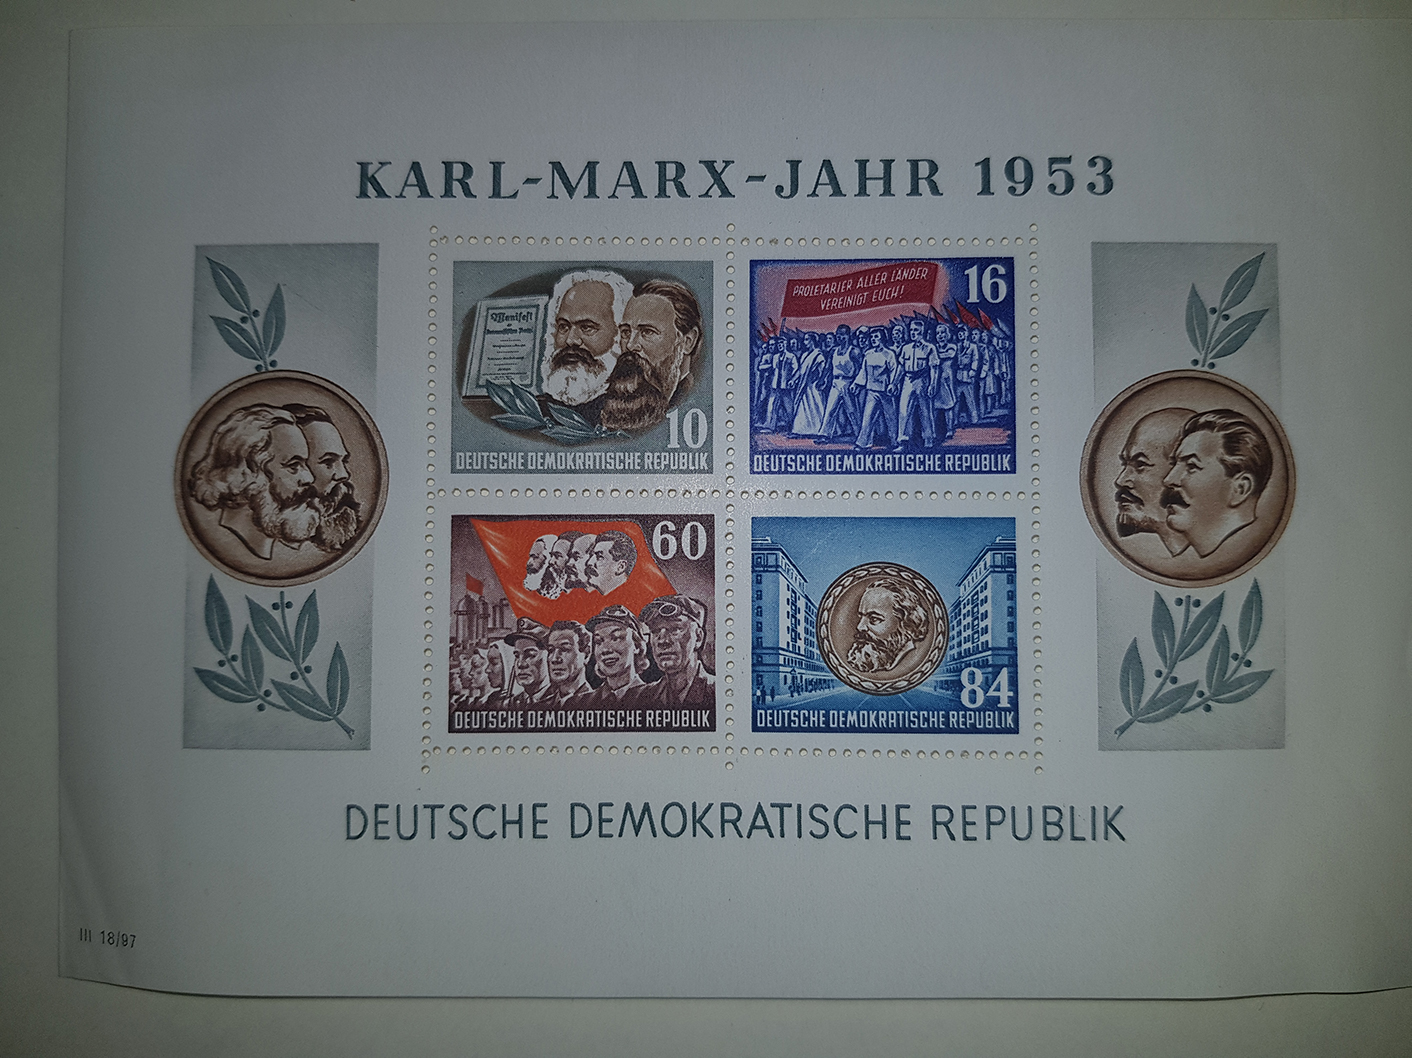 KARL-MARX-JAHR 1953
Manifest
10
DEUTSCHE DEMOKRATISCHE REPUBLIK
PROLETARIER ALLER LÄNDER
VEREINIGT EUCH!
16
DEUTSCHE DEMOKRATISCHE REPUBLIK
60
DEUTSCHE DEMOKRATISCHE REPUBLIK
84
DEUTSCHE DEMOKRATISCHE REPUBLIK
DEUTSCHE DEMOKRATISCHE REPUBLIK
III 18/97